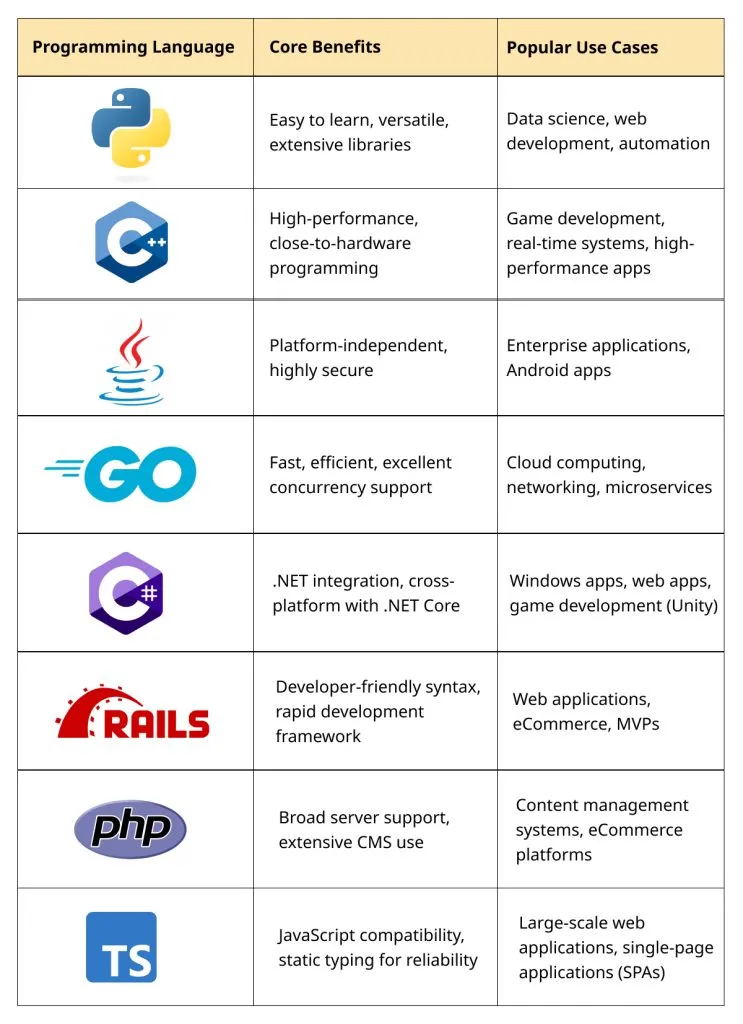 Programming Language
Core Benefits
Popular Use Cases
Easy to learn, versatile,
extensive libraries
Data science, web
development, automation
C++
High-performance,
close-to-hardware
programming
Game development,
real-time systems, high-
performance apps
Platform-independent,
highly secure
Enterprise applications,
Android apps
GO
Fast, efficient, excellent
concurrency support
Cloud computing,
networking, microservices
C#
.NET integration, cross-
platform with .NET Core
Windows apps, web apps,
game development (Unity)
RAILS
Developer-friendly syntax,
rapid development
framework
Web applications,
eCommerce, MVPs
php
Broad server support,
extensive CMS use
Content management
systems, eCommerce
platforms
TS
JavaScript compatibility,
static typing for reliability
Large-scale web
applications, single-page
applications (SPAs)